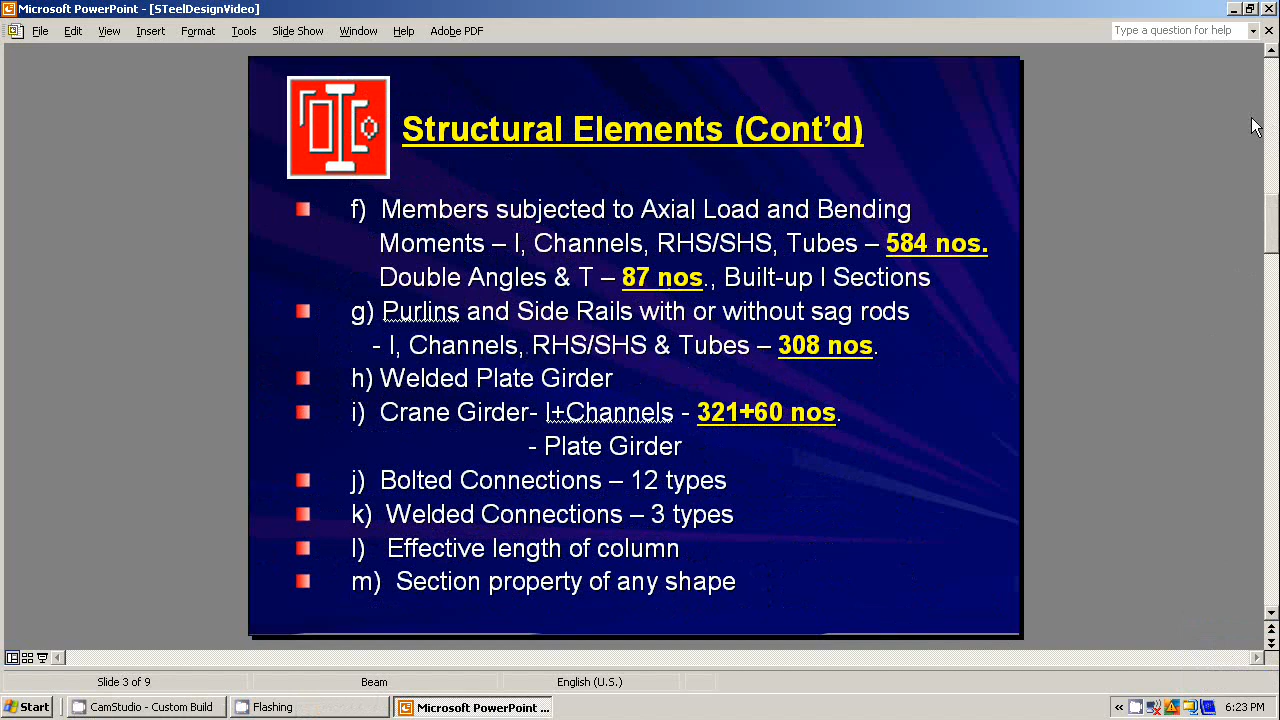 Microsoft PowerPoint - [STeelDesignVideo]
File Edit View Insert Format Tools Slide Show Window Help Adobe PDF
Type a question for help
Structural Elements (Cont'd)
f) Members subjected to Axial Load and Bending
Moments – I, Channels, RHS/SHS, Tubes – 584 nos.
Double Angles & T – 87 nos., Built-up I Sections
g) Purlins and Side Rails with or without sag rods
- I, Channels, RHS/SHS & Tubes – 308 nos.
h) Welded Plate Girder
i) Crane Girder- I+Channels - 321+60 nos.
- Plate Girder
j) Bolted Connections – 12 types
k) Welded Connections – 3 types
l) Effective length of column
m) Section property of any shape
Slide 3 of 9 Beam English (U.S.)
Start CamStudio - Custom Build Flashing Microsoft PowerPoint ... 6:23 PM